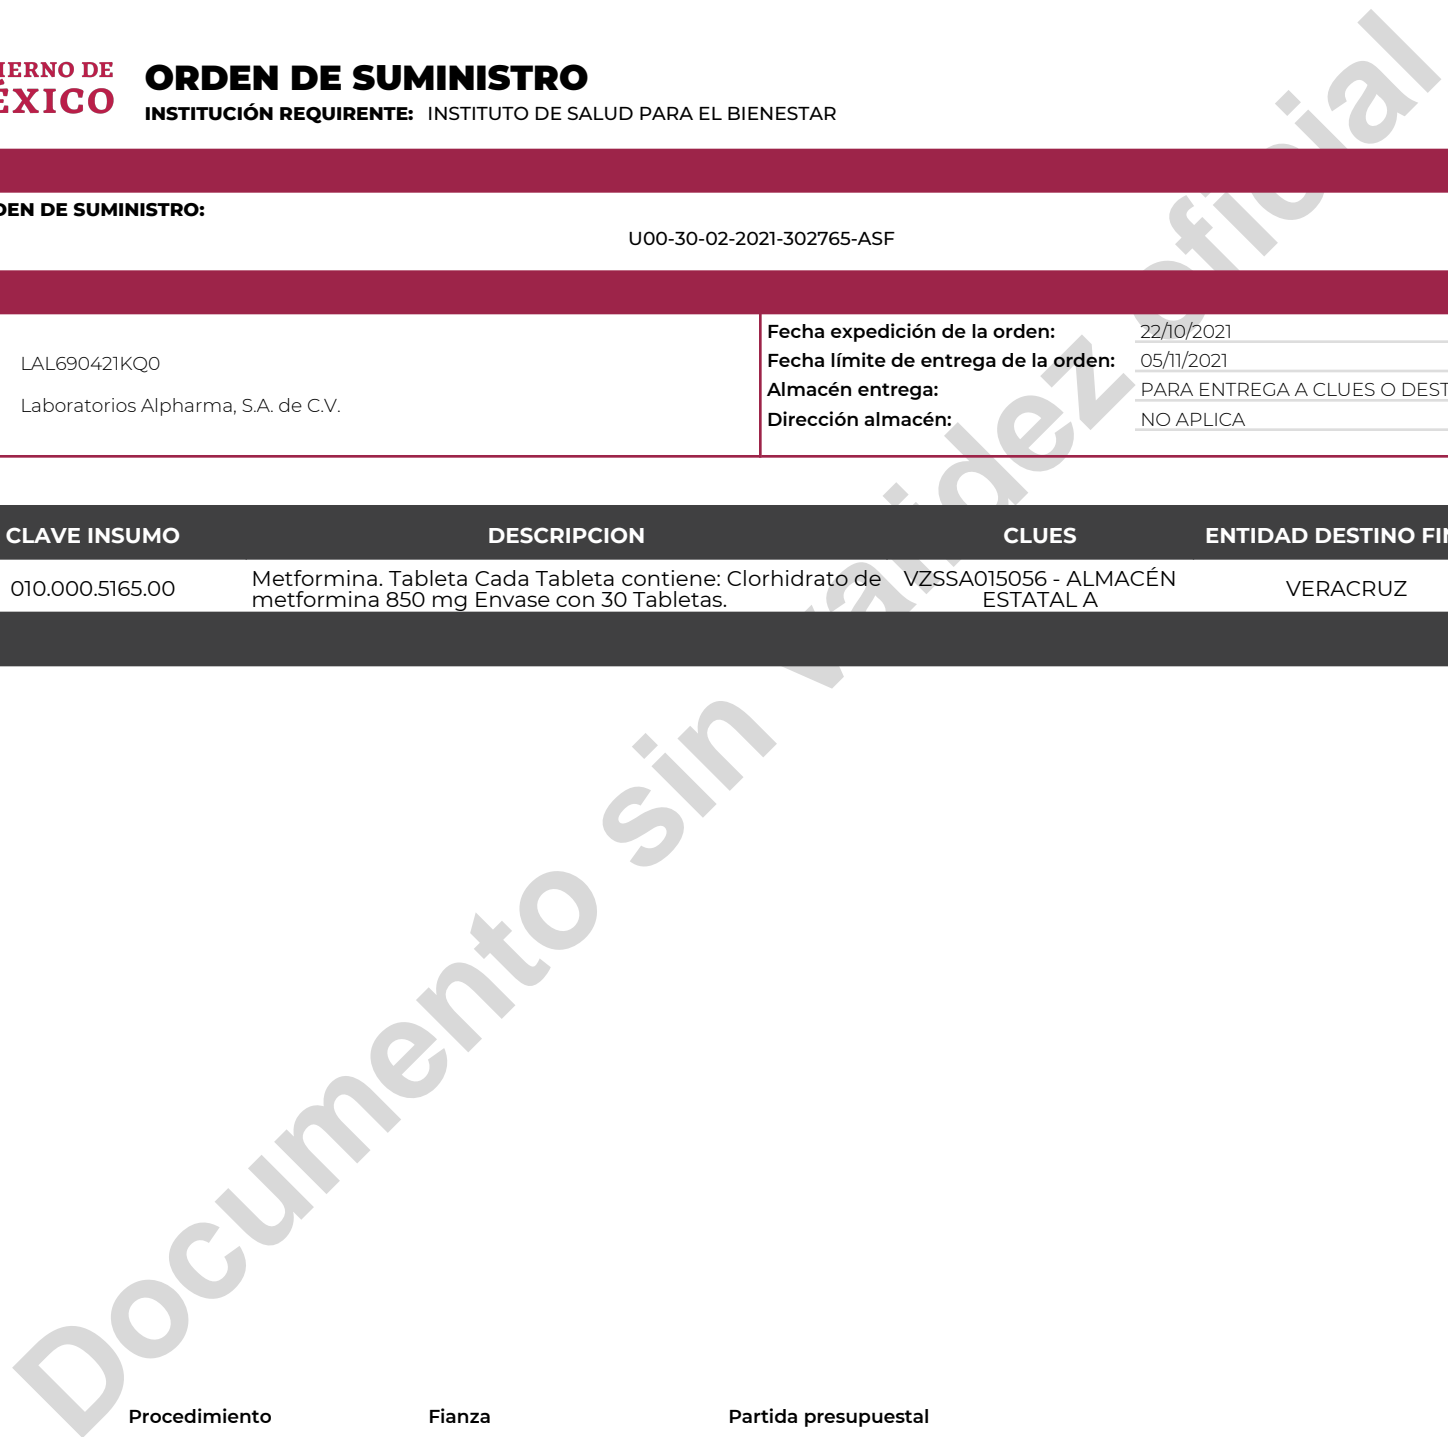 IERNO DE
ÉXICO
ORDEN DE SUMINISTRO
INSTITUCIÓN REQUIRENTE: INSTITUTO DE SALUD PARA EL BIENESTAR
DEN DE SUMINISTRO:
U00-30-02-2021-302765-ASF
LAL690421KQ0
Laboratorios Alpharma, S.A. de C.V.
Fecha expedición de la orden: 22/10/2021
Fecha límite de entrega de la orden: 05/11/2021
Almacén entrega: PARA ENTREGA A CLUES O DEST
Dirección almacén: NO APLICA
CLAVE INSUMO DESCRIPCION CLUES ENTIDAD DESTINO FIN
010.000.5165.00 Metformina. Tableta Cada Tableta contiene: Clorhidrato de VZSSA015056 - ALMACÉN VERACRUZ
metformina 850 mg Envase con 30 Tabletas. ESTATAL A
Documento sin validez oficial
Procedimiento Fianza Partida presupuestal